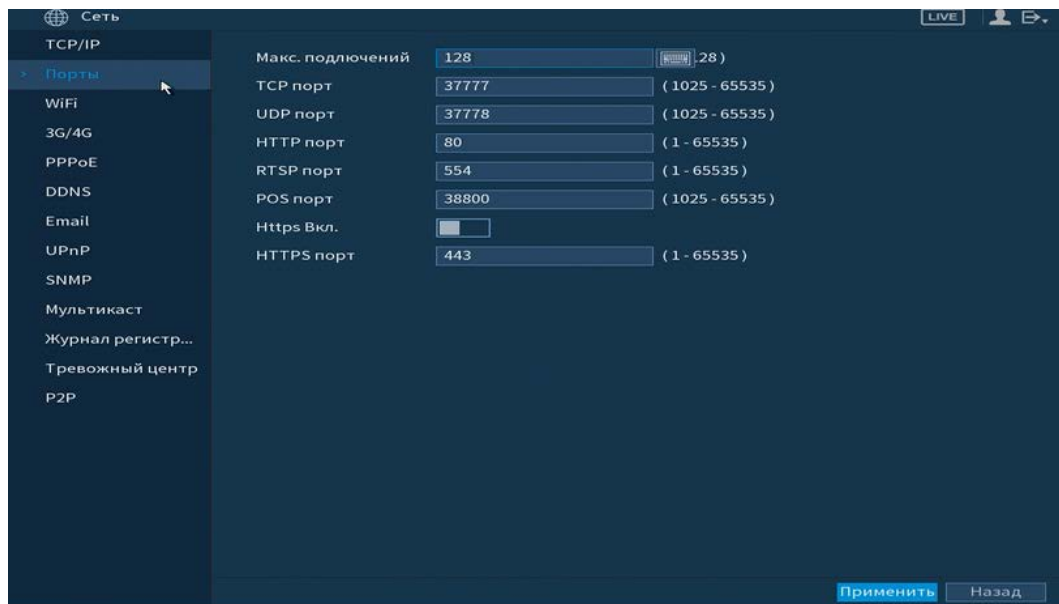 Сеть LIVE
TCP/IP
Порты
WiFi
3G/4G
PPPoE
DDNS
Email
UPnP
SNMP
Мультикаст
Журнал регистр...
Тревожный центр
P2P
Макс. подлючений 128 28 )
TCP порт 37777 ( 1025 - 65535 )
UDP порт 37778 ( 1025 - 65535 )
HTTP порт 80 ( 1 - 65535 )
RTSP порт 554 ( 1 - 65535 )
POS порт 38800 ( 1025 - 65535 )
Https Вкл.
HTTPS порт 443 ( 1 - 65535 )
Применить Назад